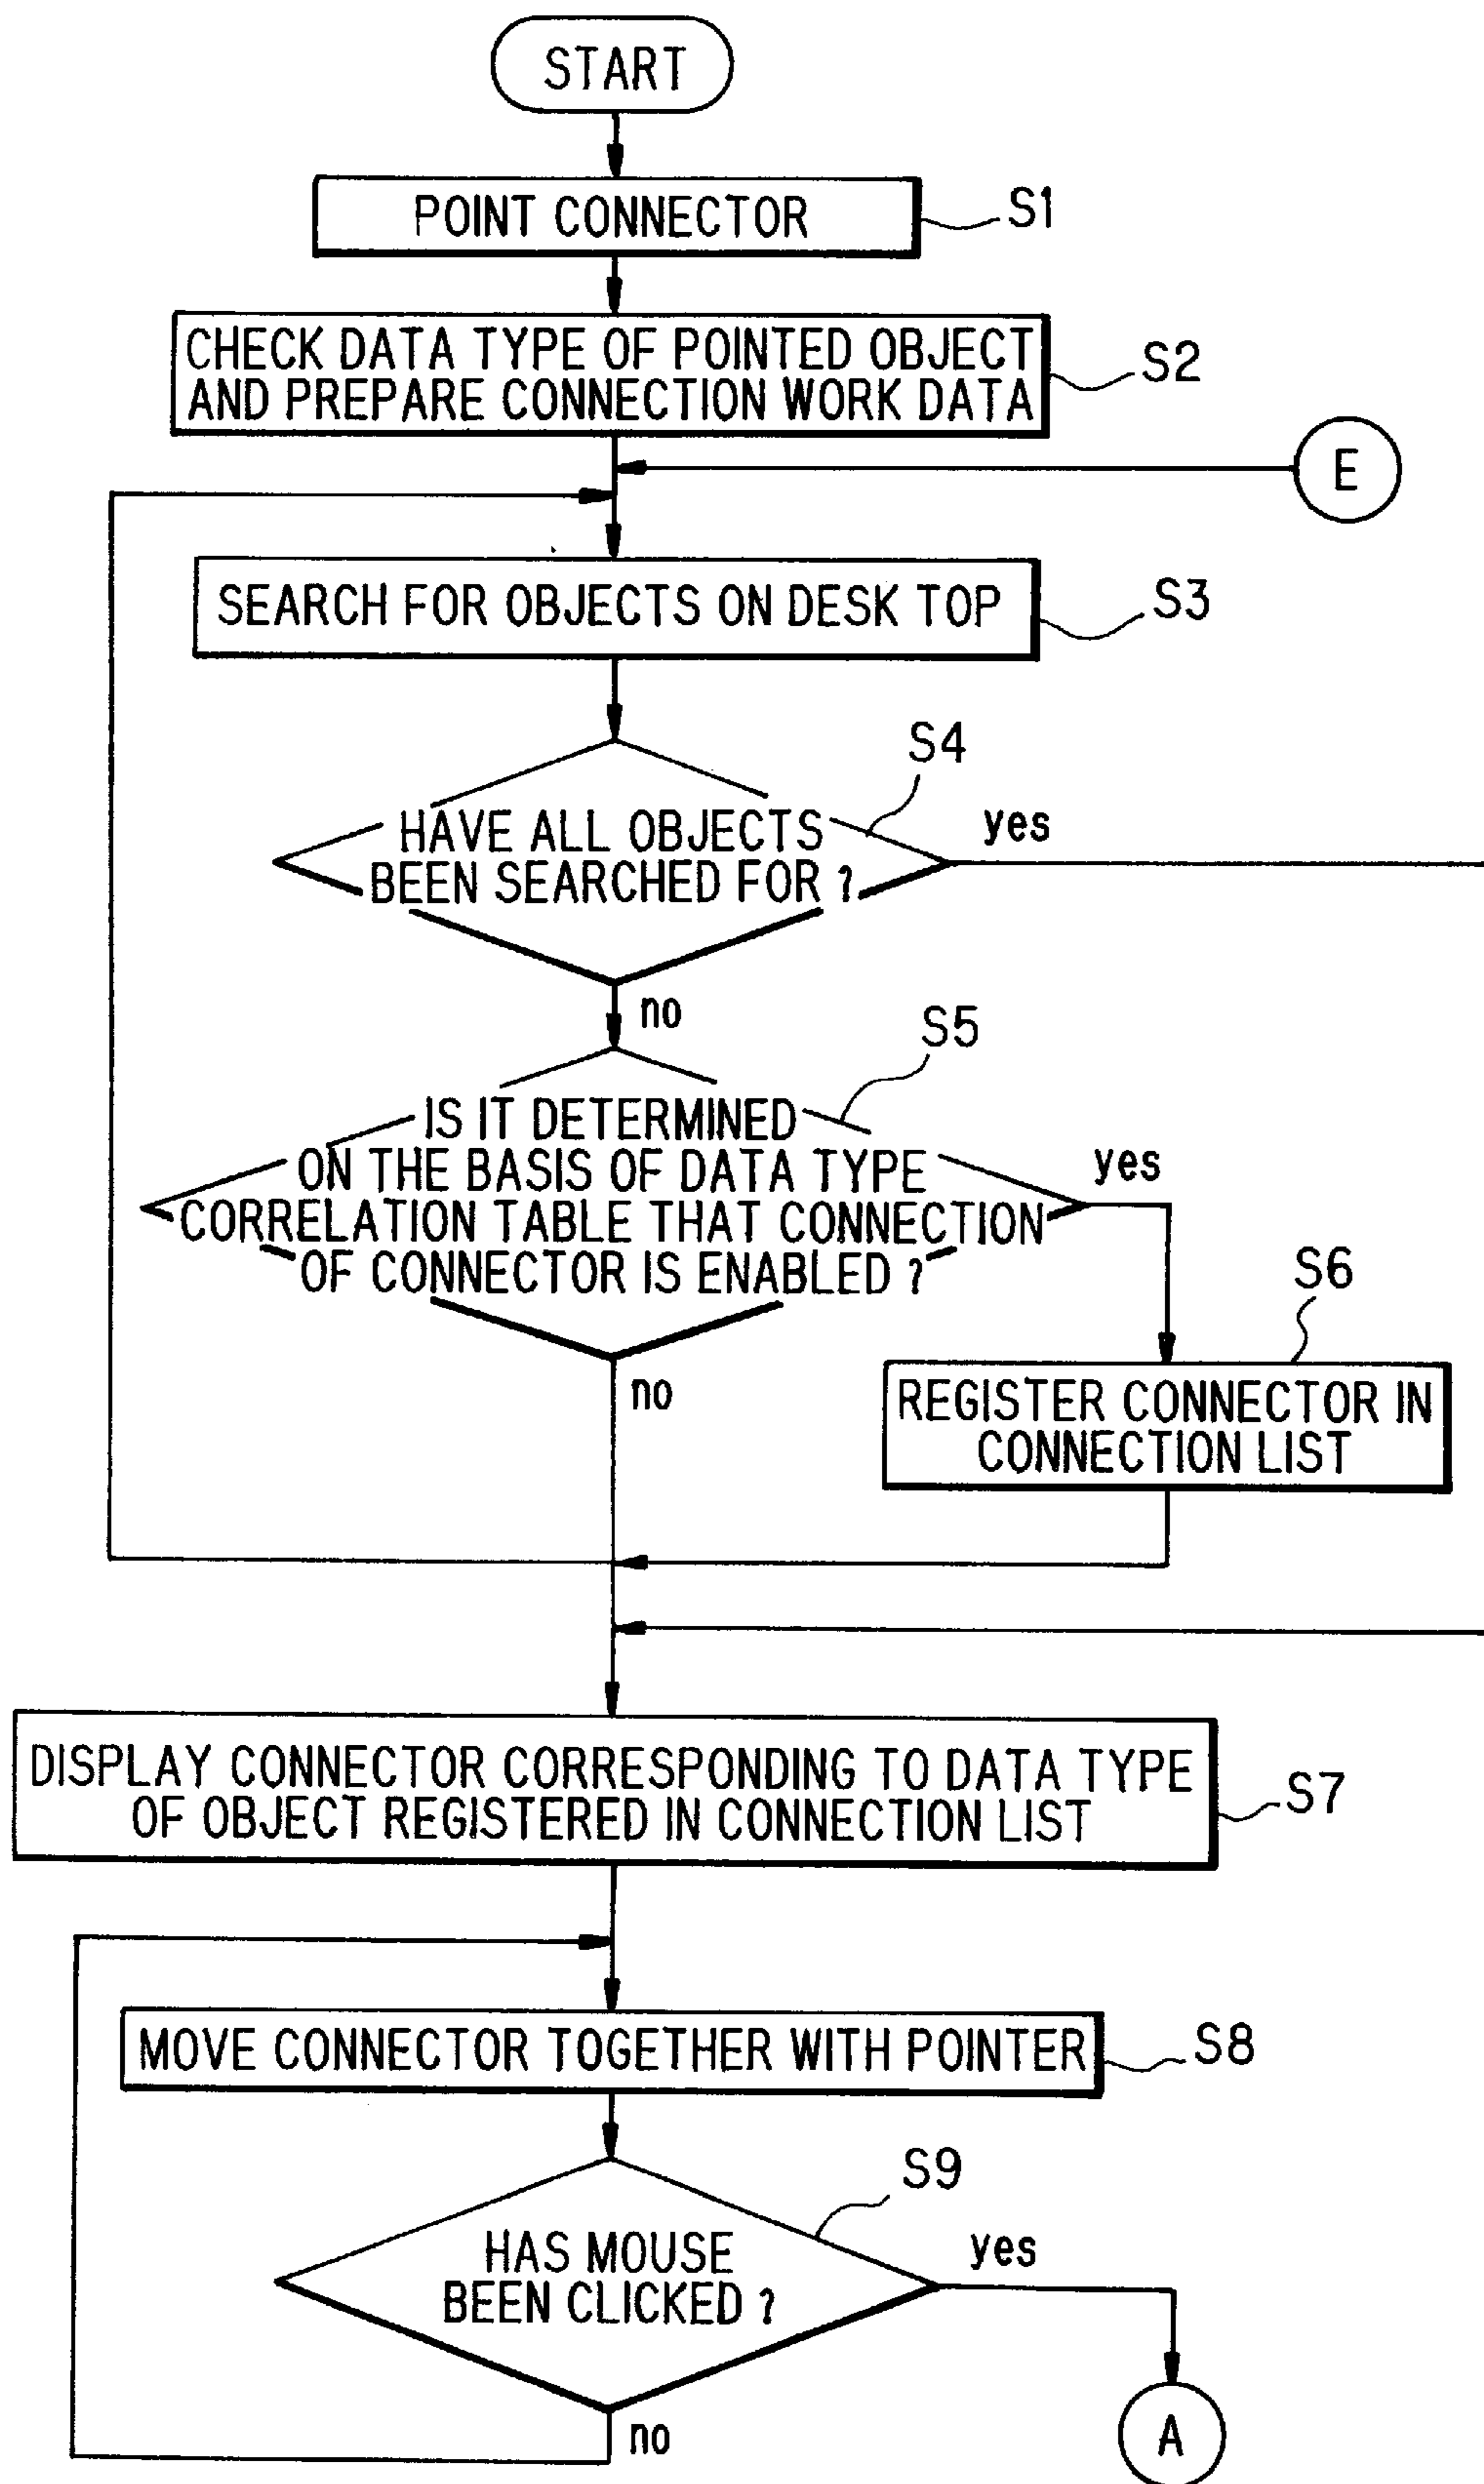 START
POINT CONNECTOR
S1
CHECK DATA TYPE OF POINTED OBJECT
AND PREPARE CONNECTION WORK DATA
S2
E
SEARCH FOR OBJECTS ON DESK TOP
S3
S4
HAVE ALL OBJECTS
BEEN SEARCHED FOR ?
yes
no
S5
IS IT DETERMINED
ON THE BASIS OF DATA TYPE
CORRELATION TABLE THAT CONNECTION
OF CONNECTOR IS ENABLED ?
yes
no
S6
REGISTER CONNECTOR IN
CONNECTION LIST
DISPLAY CONNECTOR CORRESPONDING TO DATA TYPE
OF OBJECT REGISTERED IN CONNECTION LIST
S7
MOVE CONNECTOR TOGETHER WITH POINTER
S8
S9
HAS MOUSE
BEEN CLICKED ?
yes
no
A